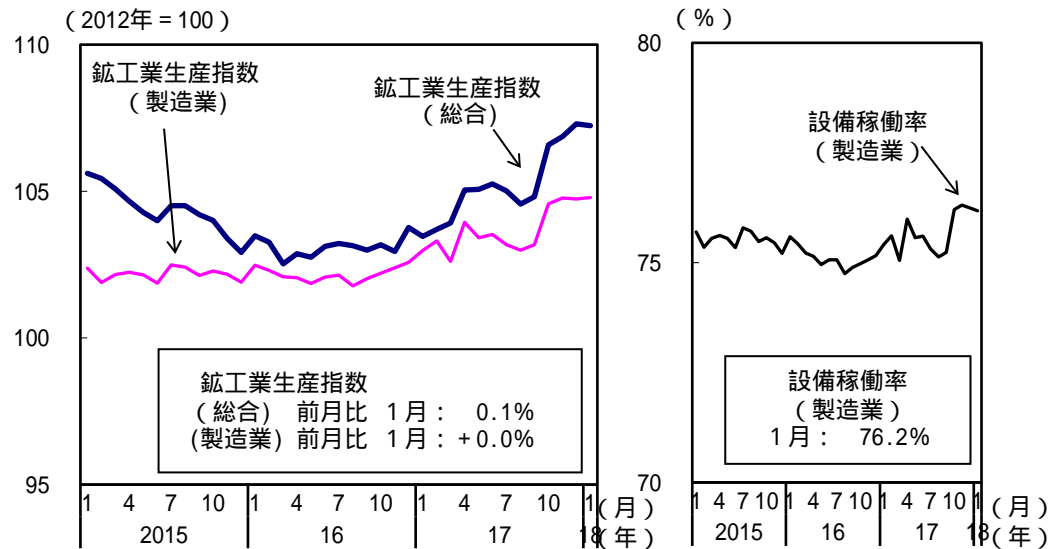 (2012年=100)
110
105
100
95
鉱工業生産指数
(製造業)
鉱工業生産指数
(総合)
鉱工業生産指数
(総合) 前月比 1月: 0.1%
(製造業) 前月比 1月: +0.0%
1 4 7 10 1 4 7 10 1 4 7 10 1 (月)
2015 16 17 18 (年)
(%)
80
75
70
設備稼働率
(製造業)
設備稼働率
(製造業)
1月: 76.2%
1 4 7 10 1 4 7 10 1 4 7 10 1 (月)
2015 16 17 18 (年)